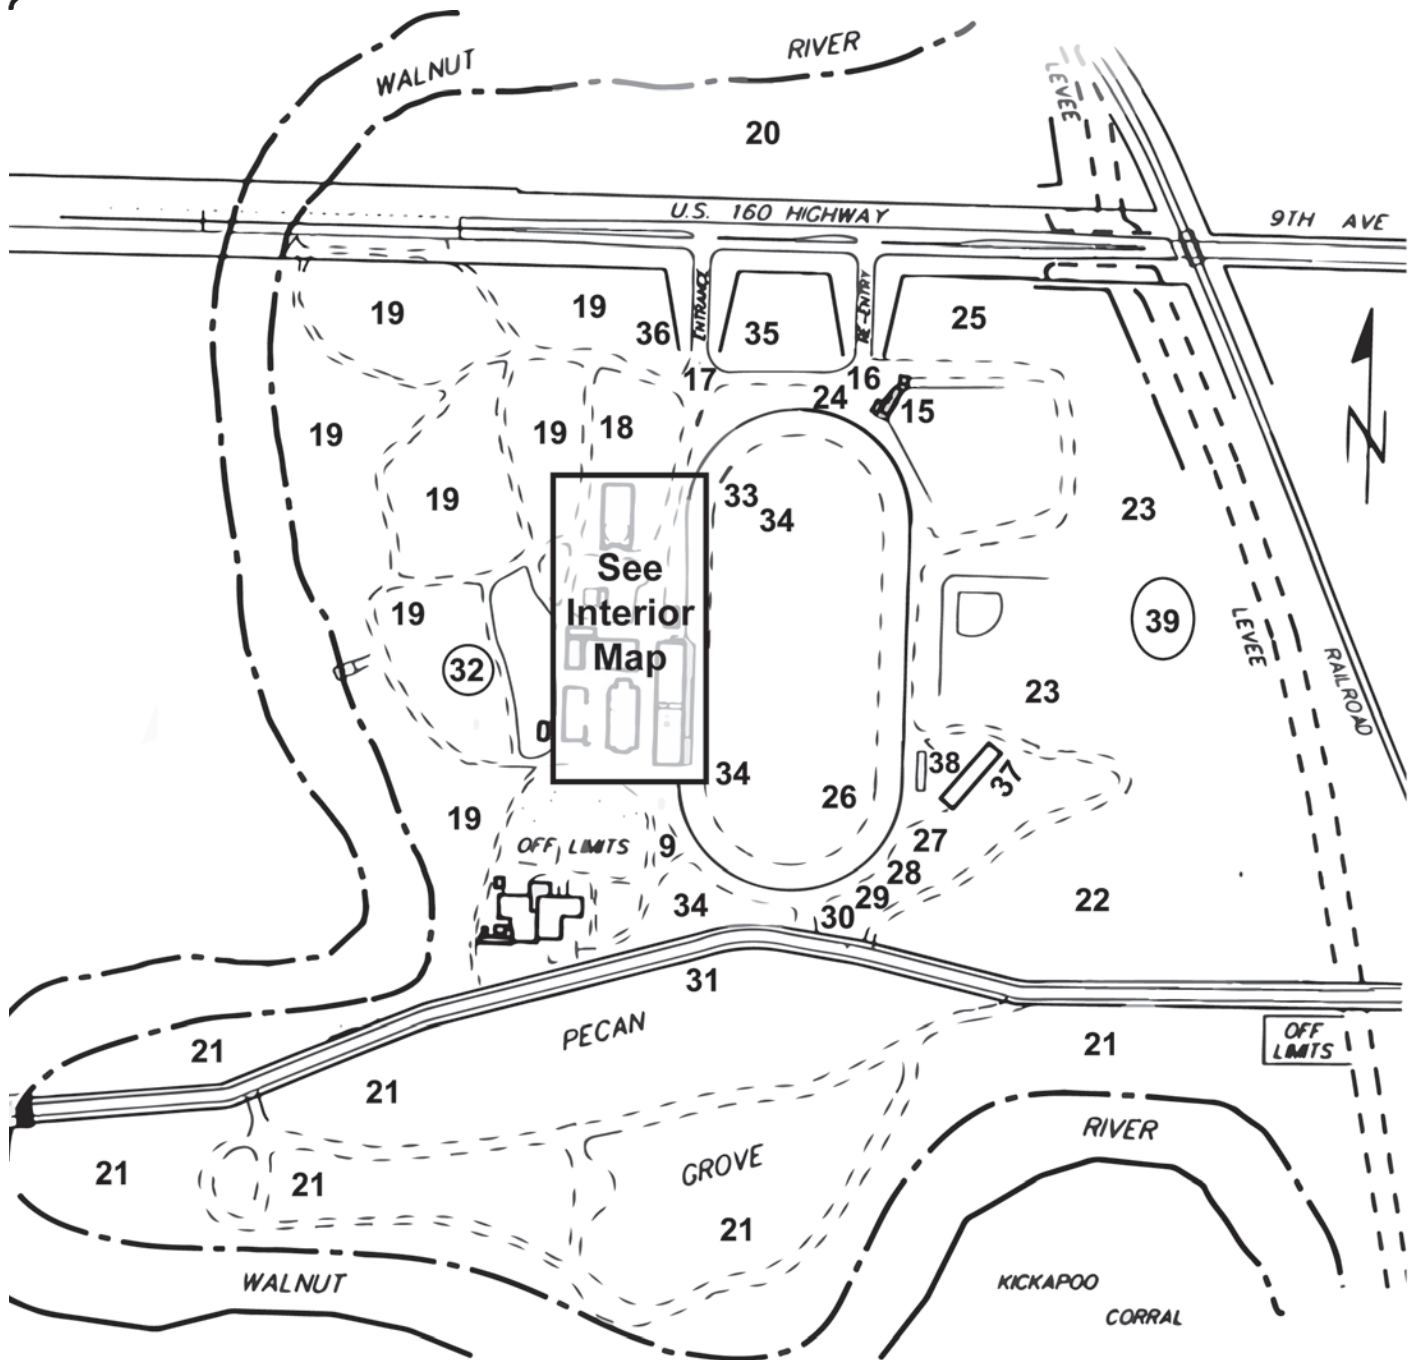 WALNUT
RIVER
LEVEE
20
U.S. 160 HIGHWAY
9TH AVE
ENTRANCE
RE-ENTRY
19
19
36
35
25
17
16
24
15
19
19
18
19
33
34
23
See
Interior
Map
19
32
39
LEVEE
RAILROAD
23
34
38
37
26
19
OFF LIMITS
9
27
28
29
30
34
22
31
PECAN
21
21
21
OFF
LIMITS
RIVER
21
21
GROVE
21
WALNUT
KICKAPOO
CORRAL